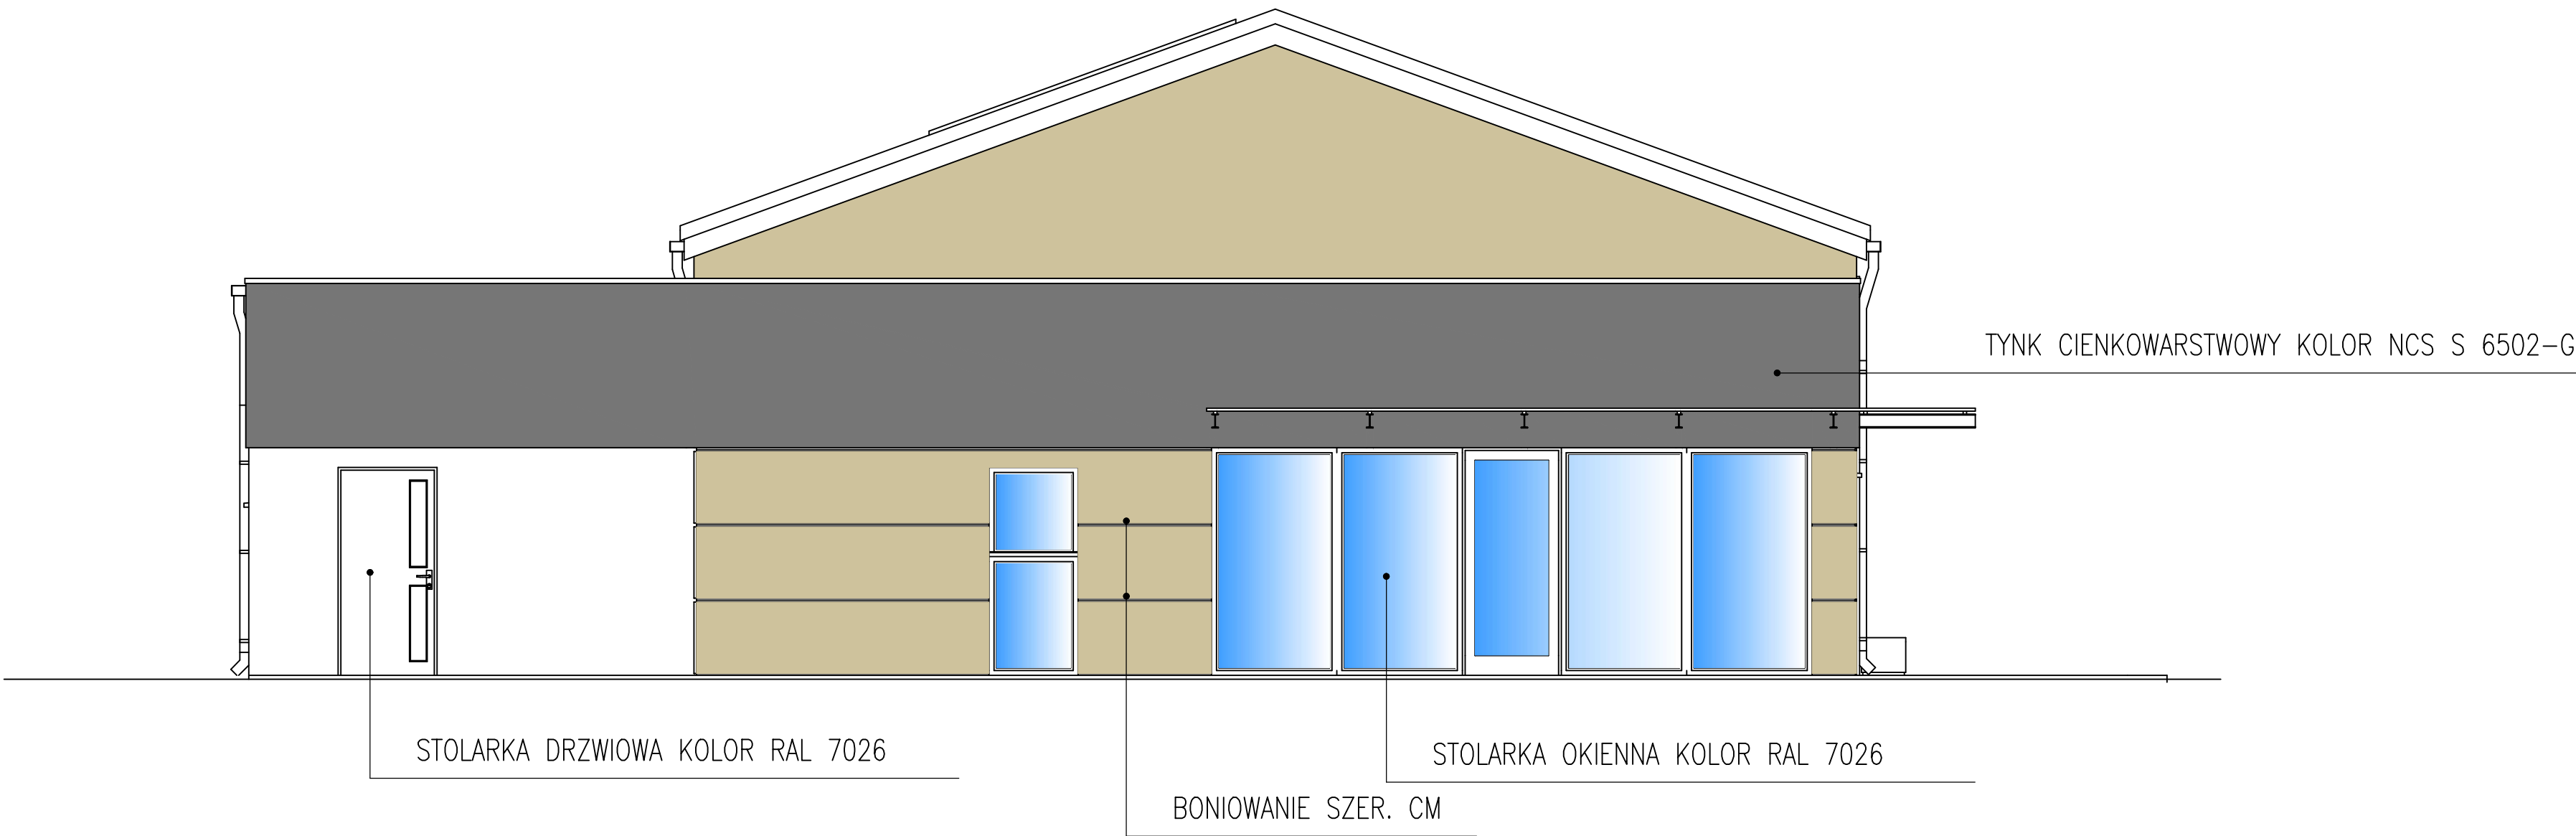 TYNK CIENKOWARSTWOWY KOLOR NCS S 6502-G
STOLARKA DRZWIOWA KOLOR RAL 7026
STOLARKA OKIENNA KOLOR RAL 7026
BONIOWANIE SZER. CM